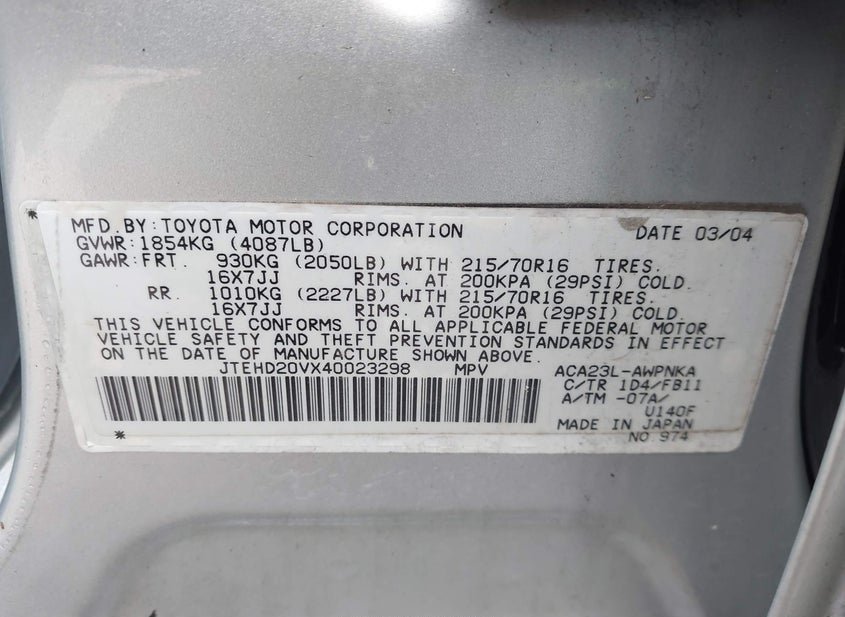 MFD.BY:TOYOTA MOTOR CORPORATION DATE 03/04
GVWR:1854KG (4087LB)
GAWR:FRT. 930KG (2050LB) WITH 215/70R16 TIRES.
16X7JJ RIMS. AT 200KPA (29PSI) COLD.
RR. 1010KG (2227LB) WITH 215/70R16 TIRES.
16X7JJ RIMS. AT 200KPA (29PSI) COLD.
THIS VEHICLE CONFORMS TO ALL APPLICABLE FEDERAL MOTOR
VEHICLE SAFETY AND THEFT PREVENTION STANDARDS IN EFFECT
ON THE DATE OF MANUFACTURE SHOWN ABOVE.
JTEHD20VX40023298 MPV ACA23L-AWPNKA
C/TR 1D4/FB11
A/TM -07A/
U140F
MADE IN JAPAN
NO 974